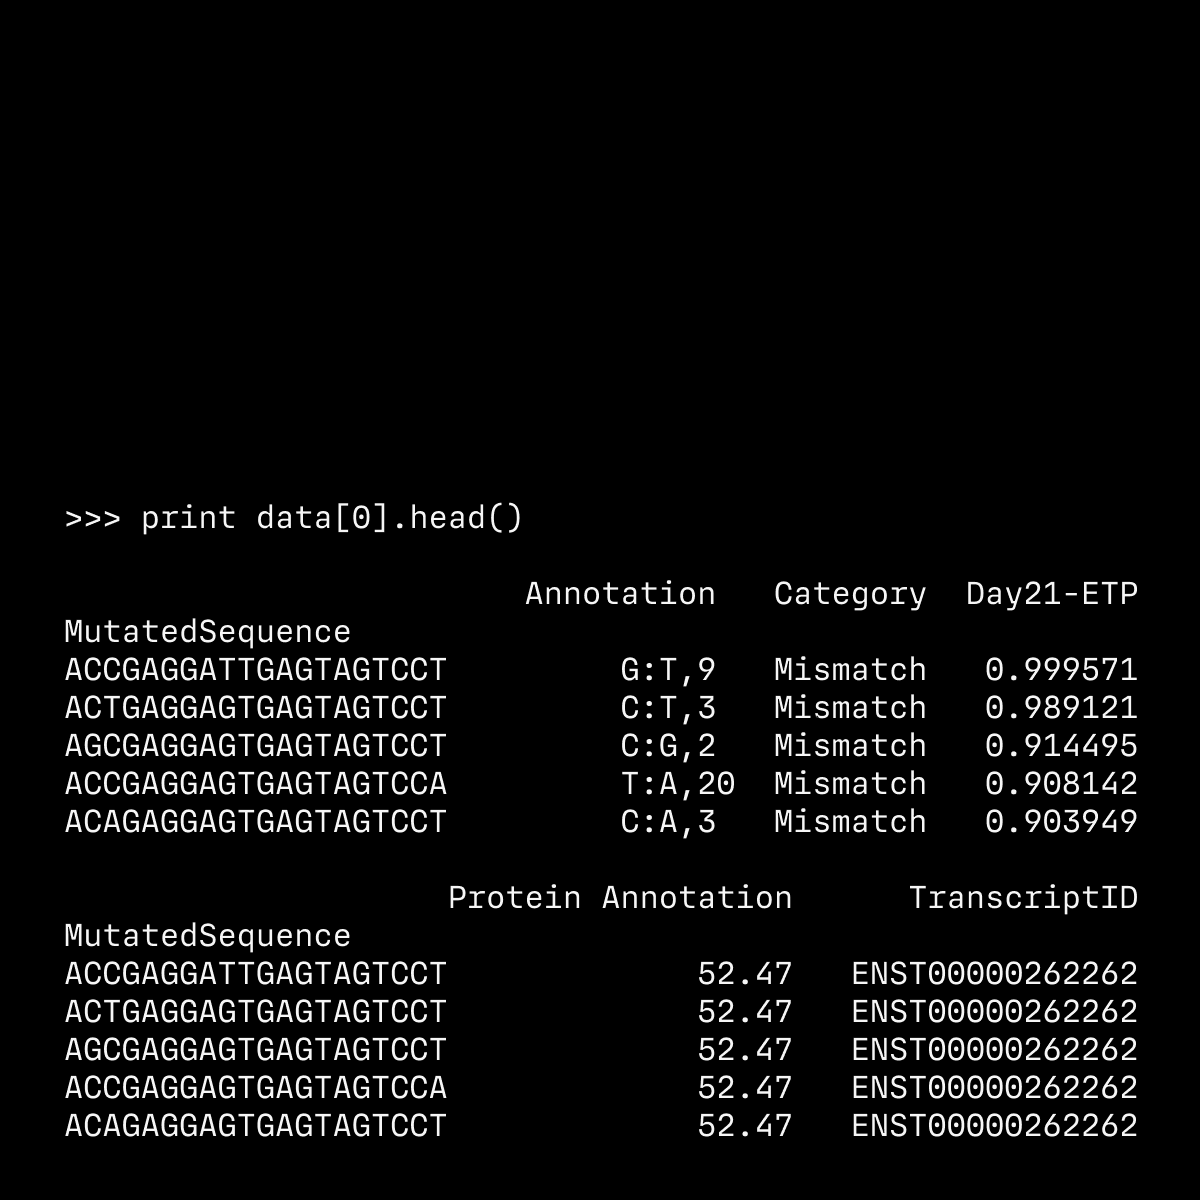 >>> print data[0].head()
Annotation Category Day21-ETP
MutatedSequence
ACCGAGGATTGAGTAGTCCT G:T,9 Mismatch 0.999571
ACTGAGGAGTGAGTAGTCCT C:T,3 Mismatch 0.989121
AGCGAGGAGTGAGTAGTCCT C:G,2 Mismatch 0.914495
ACCGAGGAGTGAGTAGTCCA T:A,20 Mismatch 0.908142
ACAGAGGAGTGAGTAGTCCT C:A,3 Mismatch 0.903949
Protein Annotation TranscriptID
MutatedSequence
ACCGAGGATTGAGTAGTCCT 52.47 ENST00000262262
ACTGAGGAGTGAGTAGTCCT 52.47 ENST00000262262
AGCGAGGAGTGAGTAGTCCT 52.47 ENST00000262262
ACCGAGGAGTGAGTAGTCCA 52.47 ENST00000262262
ACAGAGGAGTGAGTAGTCCT 52.47 ENST00000262262